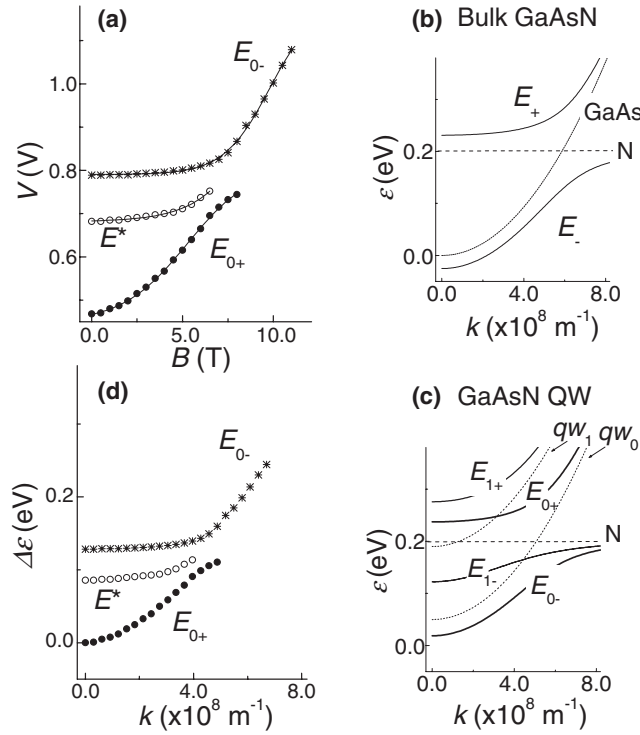 (a)
E0-
1.0
V (V)
0.8
E*
0.6
E0+
0.0 5.0 10.0
B (T)
(b) Bulk GaAsN
E+
GaAs
ε (eV)
0.2
N
0.0
E-
0.0 4.0 8.0
k (x10⁸ m⁻¹)
(d)
E0-
0.2
Δε (eV)
E*
E0+
0.0
0.0 4.0 8.0
k (x10⁸ m⁻¹)
(c) GaAsN QW
qw1 qw0
E1+
E0+
ε (eV)
0.2
N
E1-
E0-
0.0
0.0 4.0 8.0
k (x10⁸ m⁻¹)